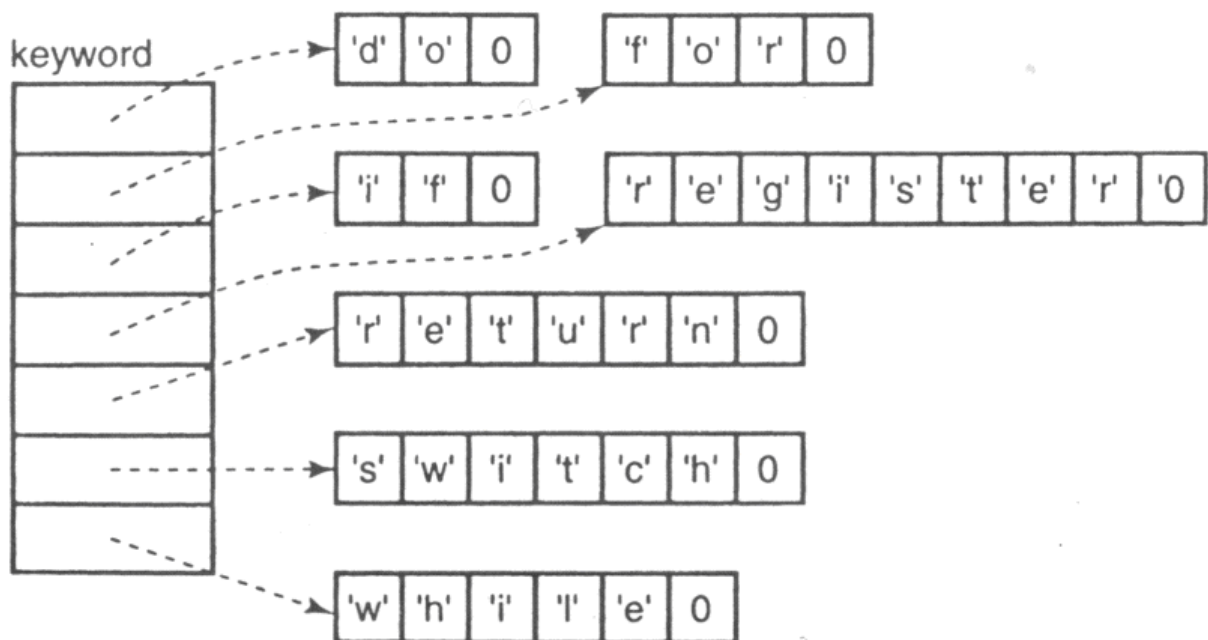 'd' 'o' 0 'f' 'o' 'r' 0
keyword
'i' 'f' 0 'r' 'e' 'g' 'i' 's' 't' 'e' 'r' '0
'r' 'e' 't' 'u' 'r' 'n' 0
's' 'w' 'i' 't' 'c' 'h' 0
'w' 'h' 'i' 'l' 'e' 0